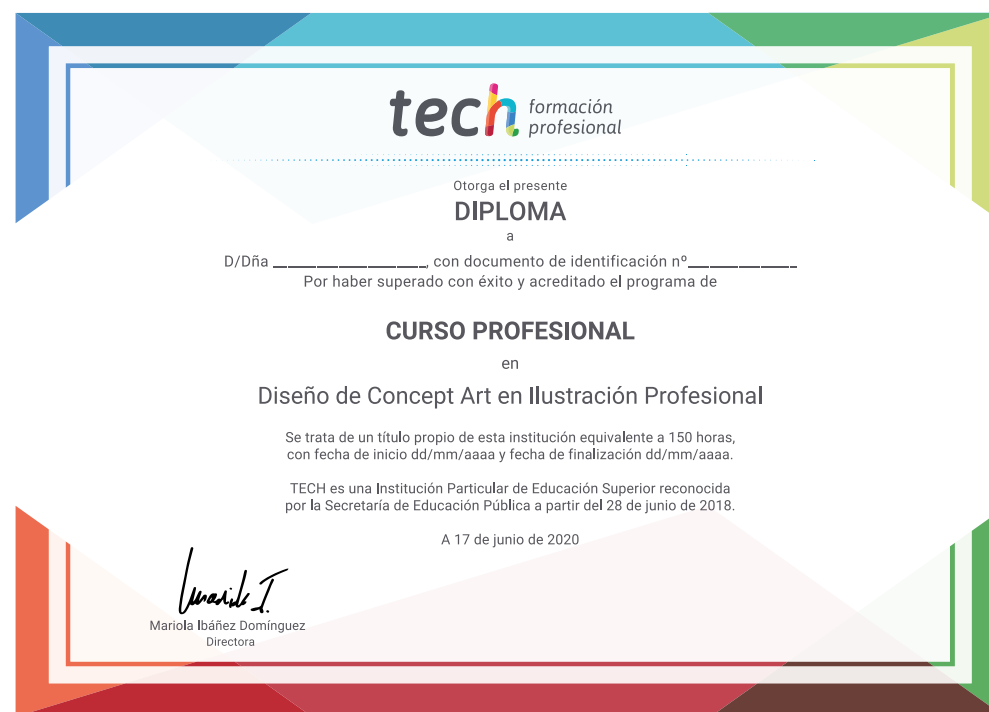 tech formación
profesional
Otorga el presente
DIPLOMA
a
D/Dña ____________________, con documento de identificación nº______________
Por haber superado con éxito y acreditado el programa de
CURSO PROFESIONAL
en
Diseño de Concept Art en Ilustración Profesional
Se trata de un título propio de esta institución equivalente a 150 horas,
con fecha de inicio dd/mm/aaaa y fecha de finalización dd/mm/aaaa.
TECH es una Institución Particular de Educación Superior reconocida
por la Secretaría de Educación Pública a partir del 28 de junio de 2018.
A 17 de junio de 2020
Mariola Ibáñez Domínguez
Directora